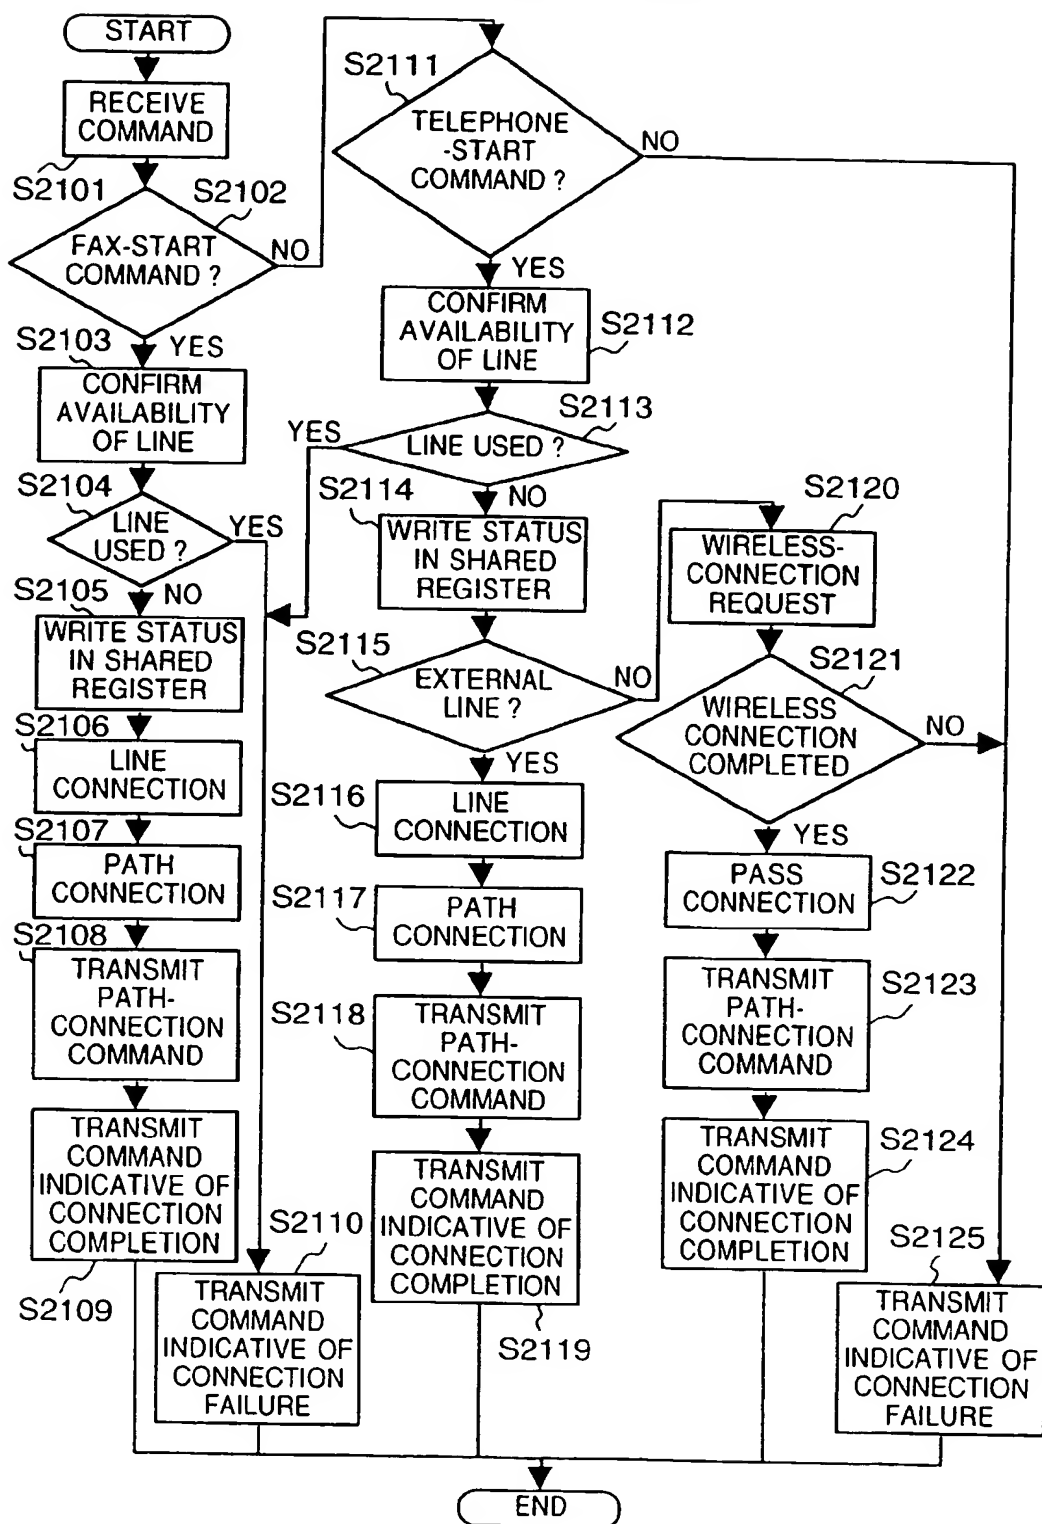 START
RECEIVE
COMMAND
S2101
S2102
FAX-START
COMMAND ?
NO
S2103
YES
CONFIRM
AVAILABILITY
OF LINE
S2104
LINE
USED ?
YES
S2105
NO
WRITE STATUS
IN SHARED
REGISTER
S2106
LINE
CONNECTION
S2107
PATH
CONNECTION
S2108
TRANSMIT
PATH-
CONNECTION
COMMAND
TRANSMIT
COMMAND
INDICATIVE OF
CONNECTION
COMPLETION
S2109
S2110
TRANSMIT
COMMAND
INDICATIVE OF
CONNECTION
FAILURE
S2111
TELEPHONE
-START
COMMAND ?
NO
YES
CONFIRM
AVAILABILITY
OF LINE
S2112
S2113
YES
LINE USED ?
S2114
NO
WRITE STATUS
IN SHARED
REGISTER
S2115
EXTERNAL
LINE ?
NO
YES
S2116
LINE
CONNECTION
S2117
PATH
CONNECTION
S2118
TRANSMIT
PATH-
CONNECTION
COMMAND
TRANSMIT
COMMAND
INDICATIVE OF
CONNECTION
COMPLETION
S2119
S2120
WIRELESS-
CONNECTION
REQUEST
S2121
WIRELESS
CONNECTION
COMPLETED
NO
YES
PASS
CONNECTION
S2122
TRANSMIT
PATH-
CONNECTION
COMMAND
S2123
TRANSMIT
COMMAND
INDICATIVE OF
CONNECTION
COMPLETION
S2124
S2125
TRANSMIT
COMMAND
INDICATIVE OF
CONNECTION
FAILURE
END